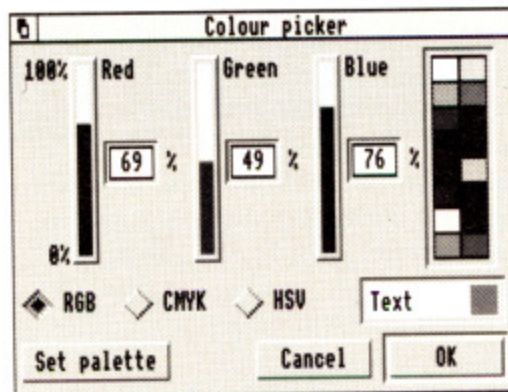 Colour picker
100% Red Green Blue
69 % 49 % 76 %
0%
RGB CMYK HSV Text
Set palette Cancel OK